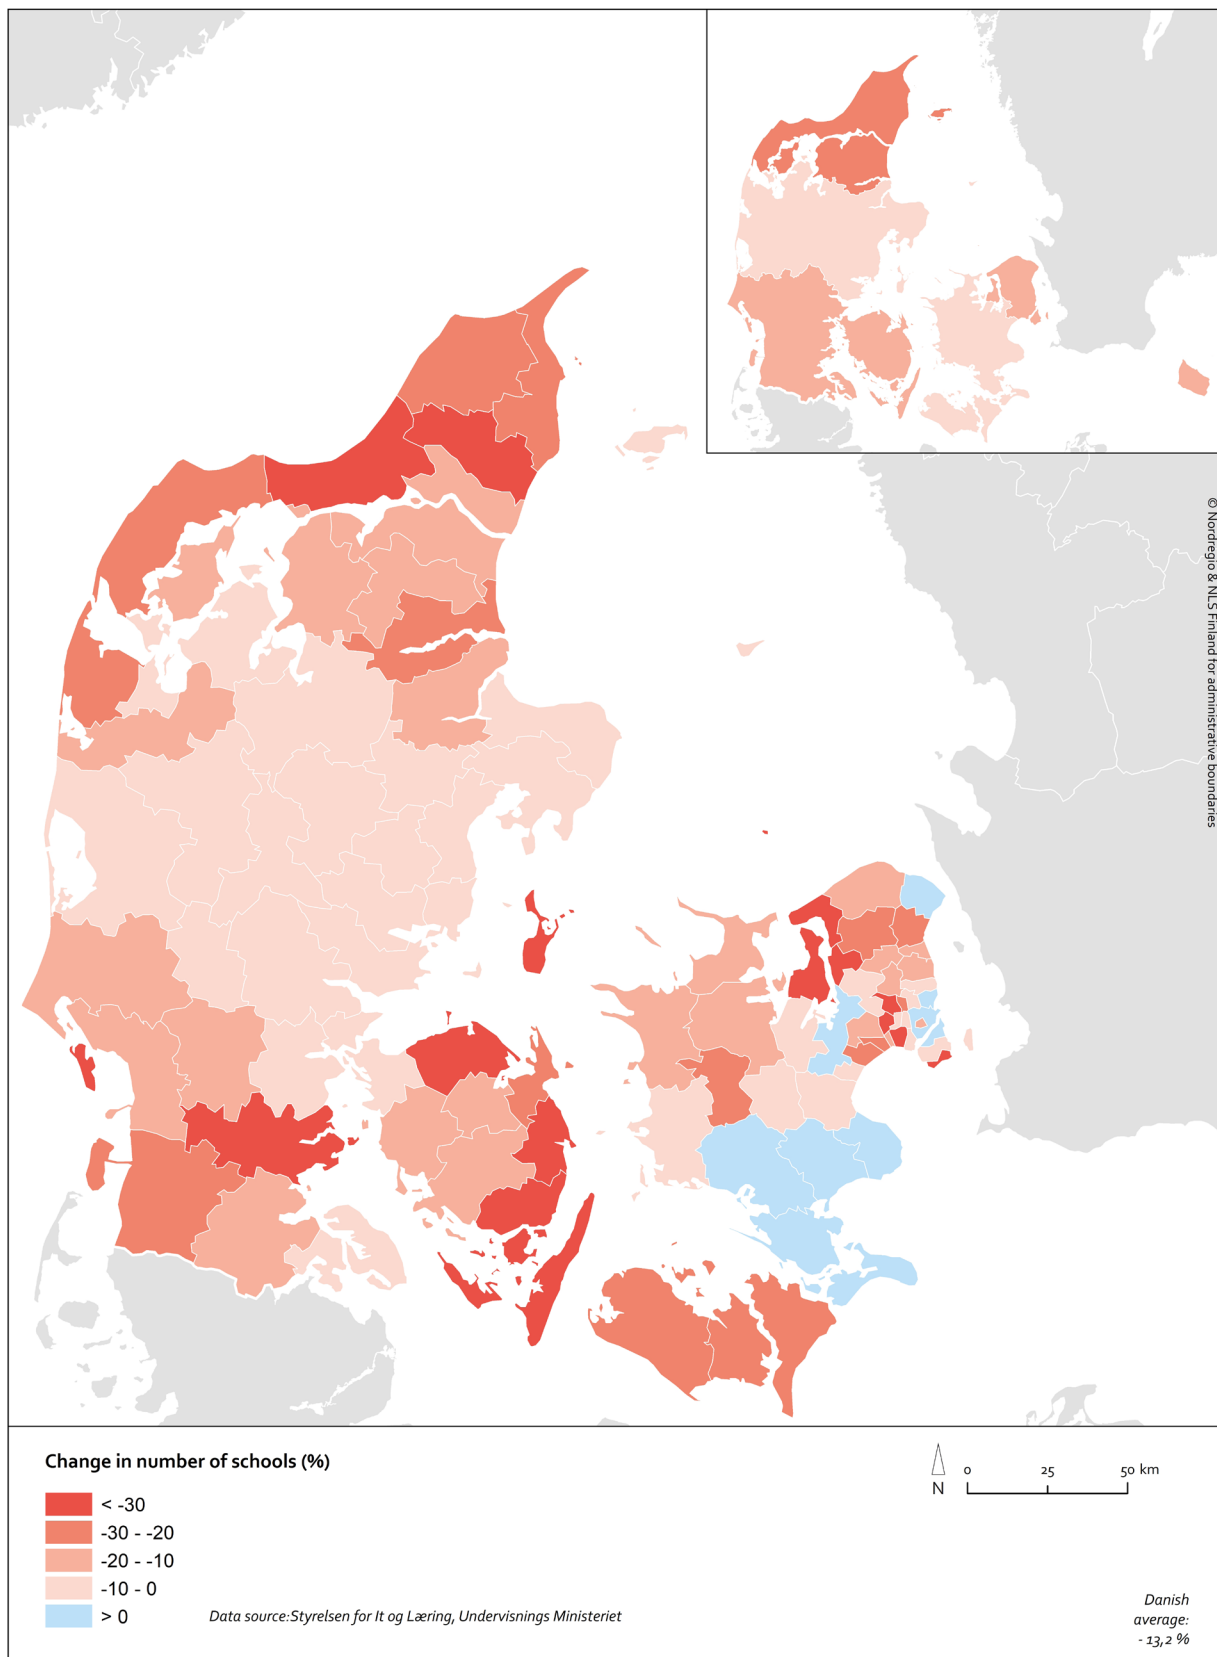 © Nordregio & NLS Finland for administrative boundaries
Change in number of schools (%)
< -30
-30 - -20
-20 - -10
-10 - 0
> 0
Data source:Styrelsen for It og Læring, Undervisnings Ministeriet
N
0 25 50 km
Danish
average:
- 13,2 %